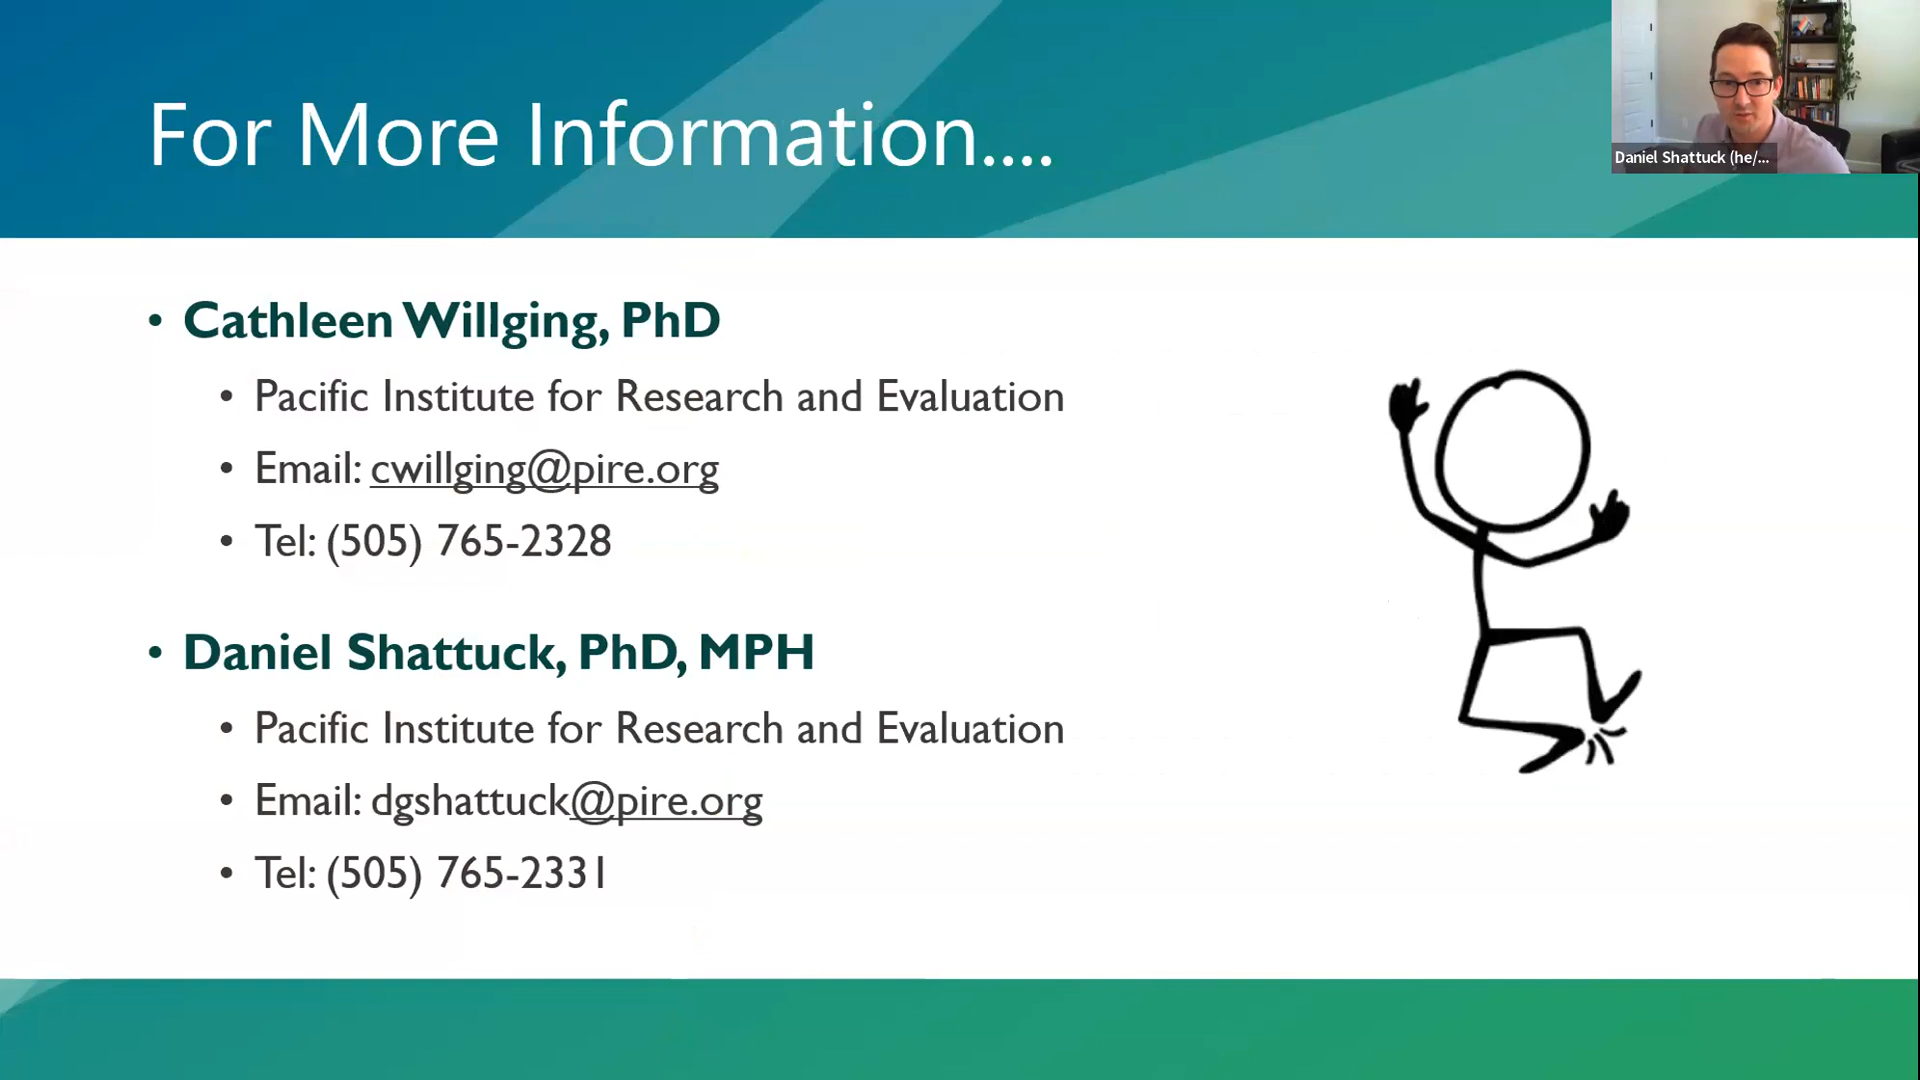 For More Information....
Daniel Shattuck (he/...
• Cathleen Willging, PhD
• Pacific Institute for Research and Evaluation
• Email: cwillging@pire.org
• Tel: (505) 765-2328
• Daniel Shattuck, PhD, MPH
• Pacific Institute for Research and Evaluation
• Email: dgshattuck@pire.org
• Tel: (505) 765-2331